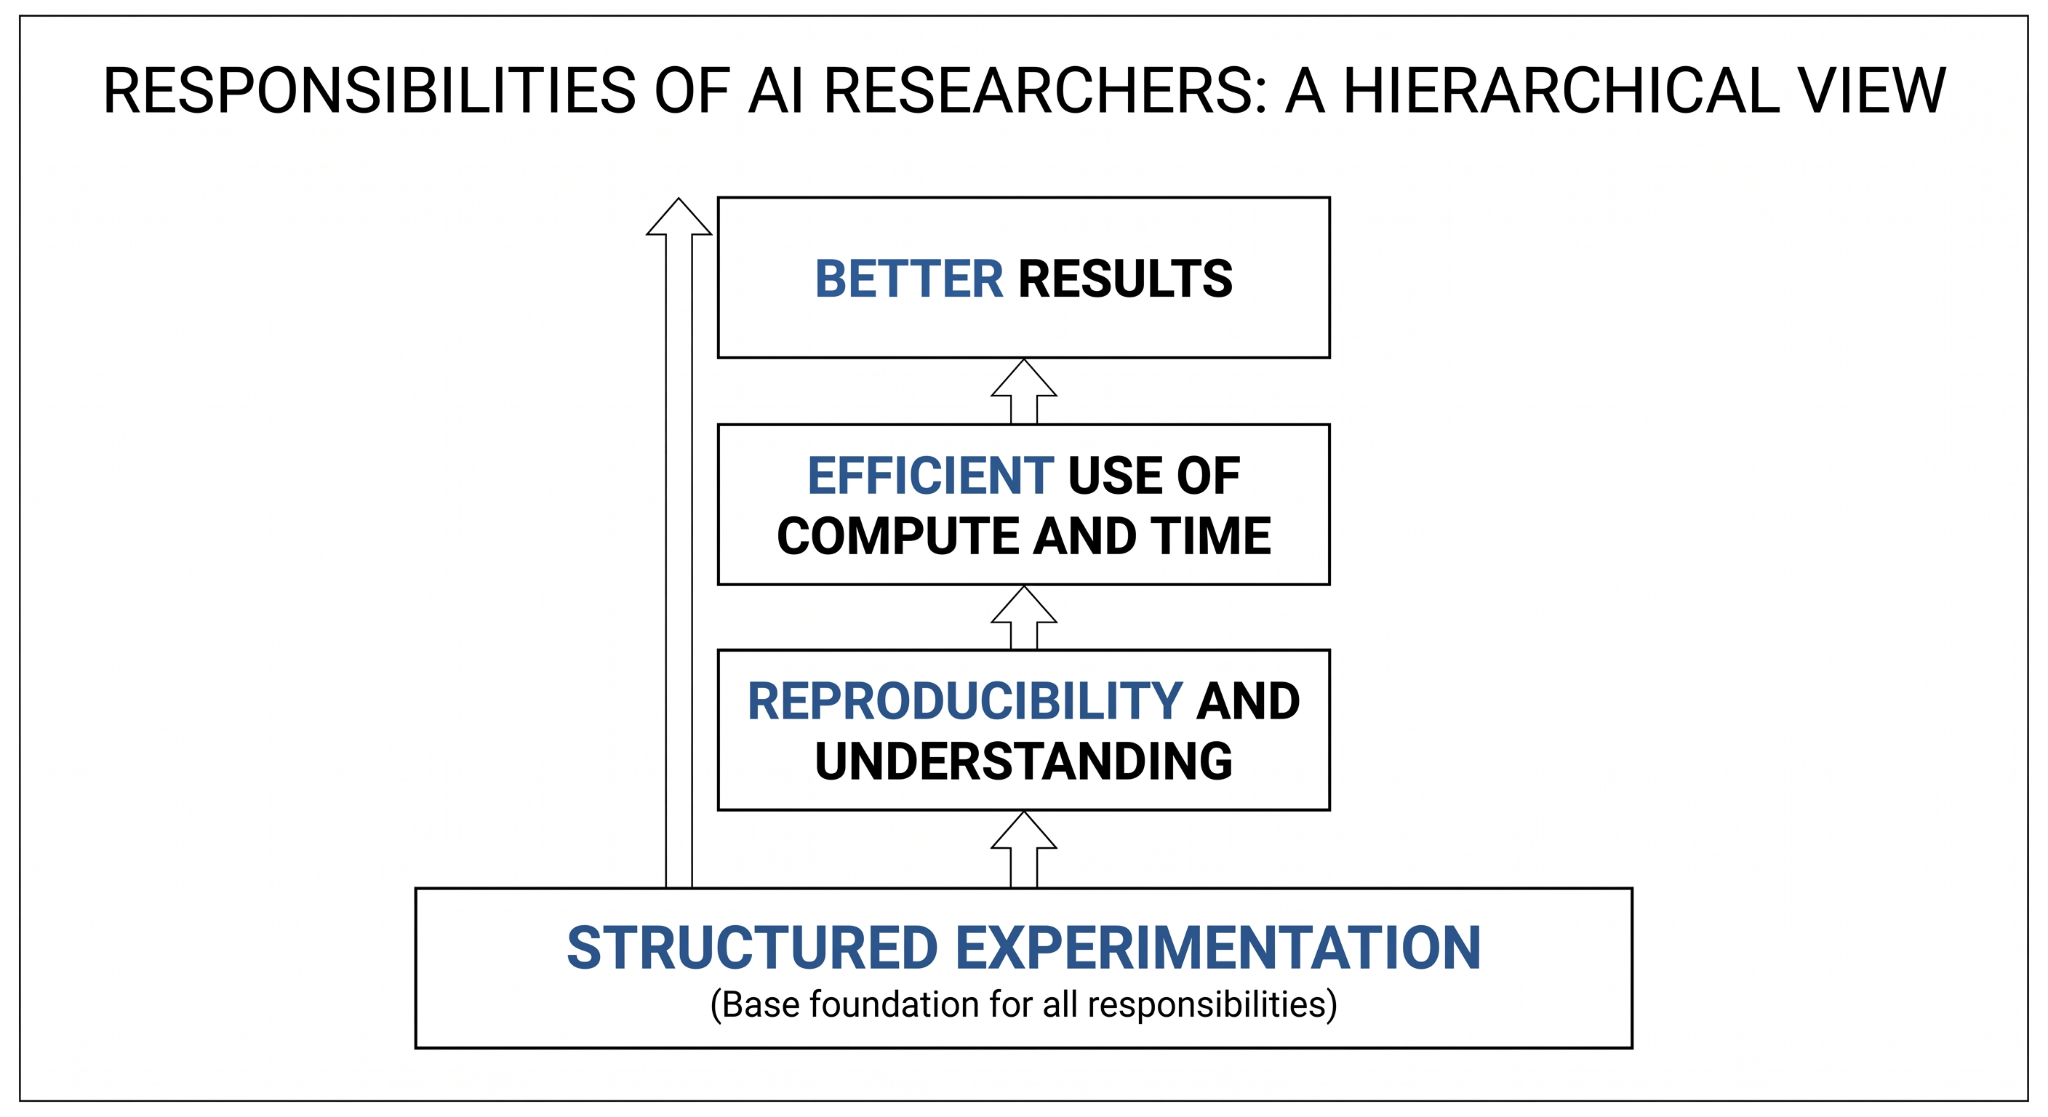 RESPONSIBILITIES OF AI RESEARCHERS: A HIERARCHICAL VIEW
BETTER RESULTS
EFFICIENT USE OF
COMPUTE AND TIME
REPRODUCIBILITY AND
UNDERSTANDING
STRUCTURED EXPERIMENTATION
(Base foundation for all responsibilities)